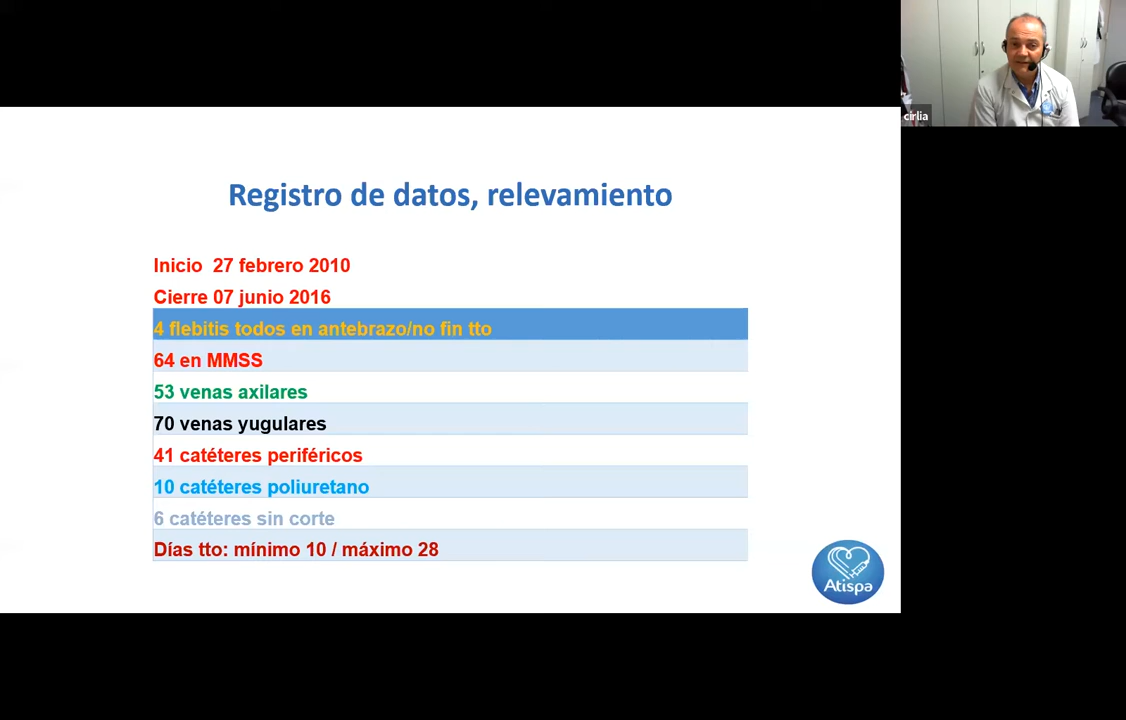 cirlia
Registro de datos, relevamiento
Inicio 27 febrero 2010
Cierre 07 junio 2016
4 flebitis todos en antebrazo/no fin tto
64 en MMSS
53 venas axilares
70 venas yugulares
41 catéteres periféricos
10 catéteres poliuretano
6 catéteres sin corte
Días tto: mínimo 10 / máximo 28
Atispa